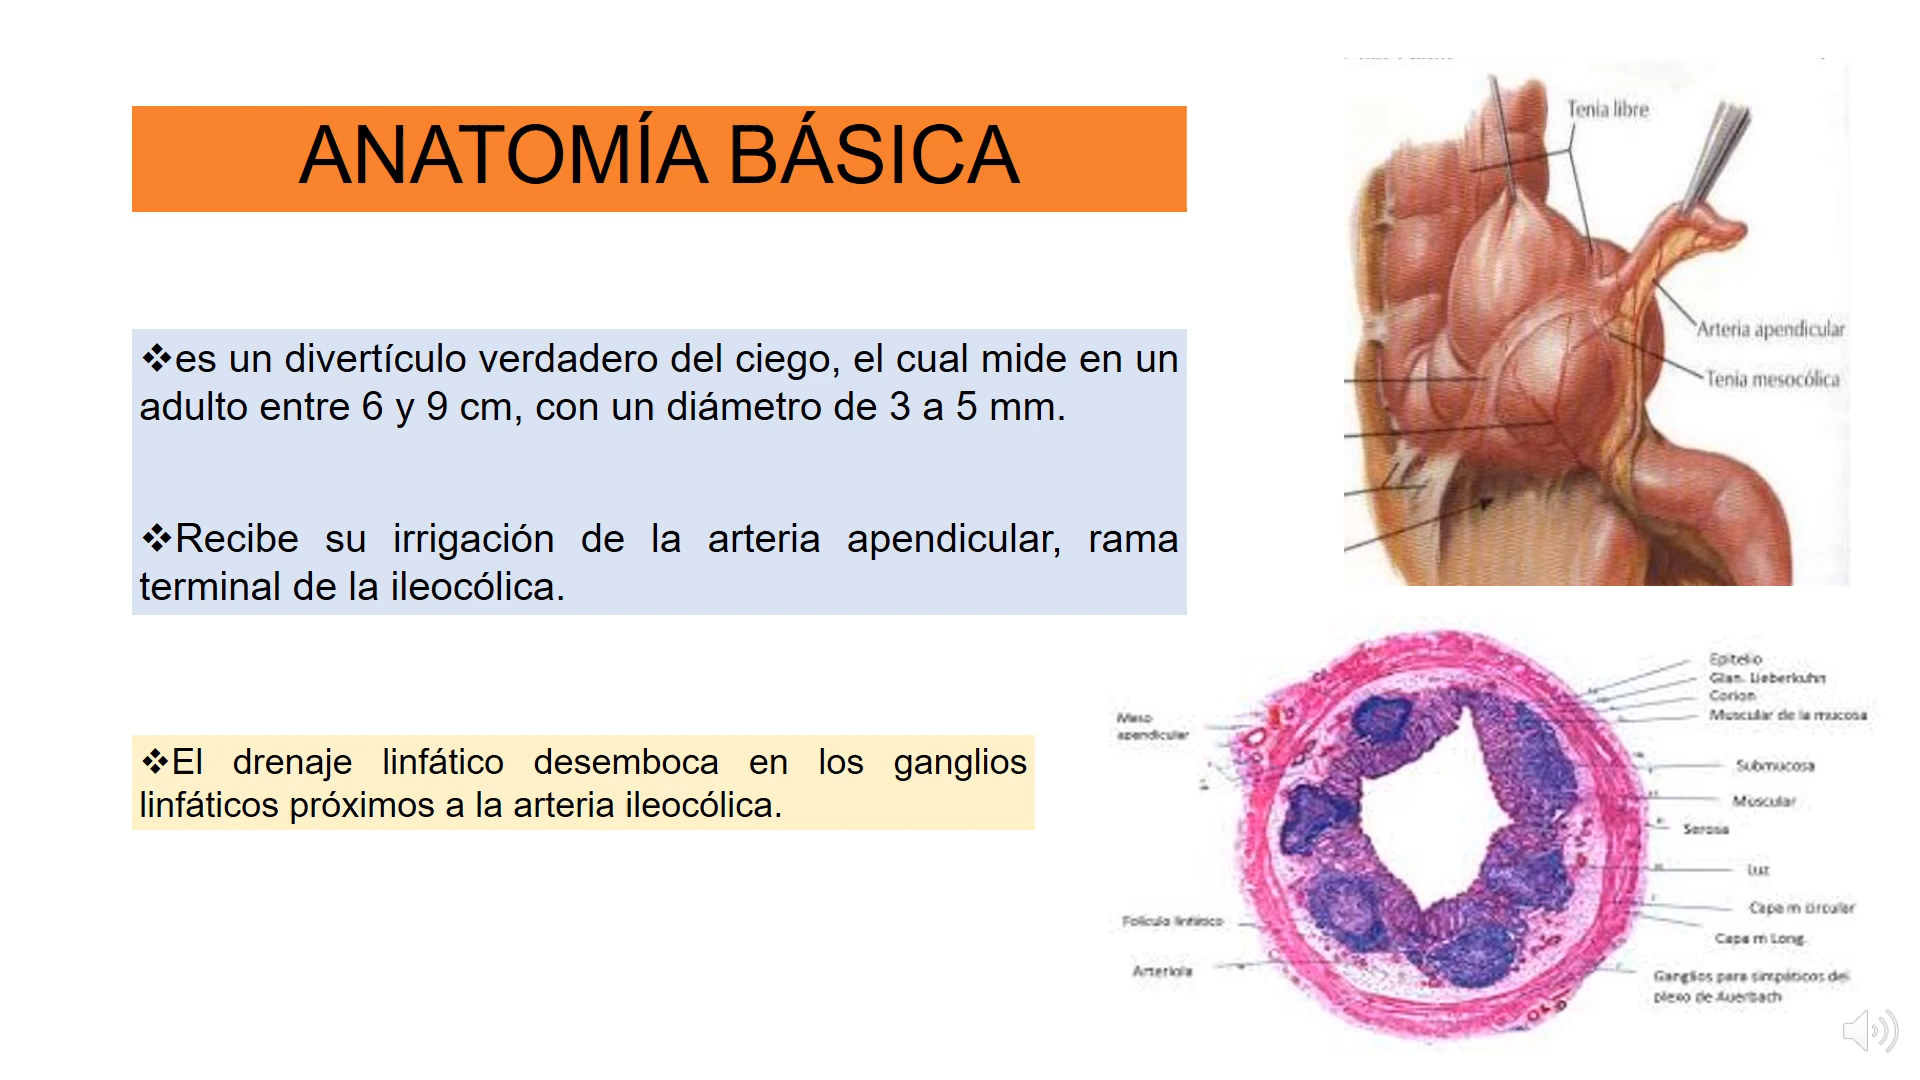 ANATOMÍA BÁSICA
❖es un divertículo verdadero del ciego, el cual mide en un
adulto entre 6 y 9 cm, con un diámetro de 3 a 5 mm.
❖Recibe su irrigación de la arteria apendicular, rama
terminal de la ileocólica.
❖El drenaje linfático desemboca en los ganglios
linfáticos próximos a la arteria ileocólica.
Tenia libre
Arteria apendicular
Tenia mesocólica
Meso
apendicular
Folículo linfático
Arteriola
Epitelio
Glan. Lieberkuhn
Corion
Muscular de la mucosa
Submucosa
Muscular
Serosa
Luz
Capa m circular
Capa m Long.
Ganglios para simpáticos del
plexo de Auerbach